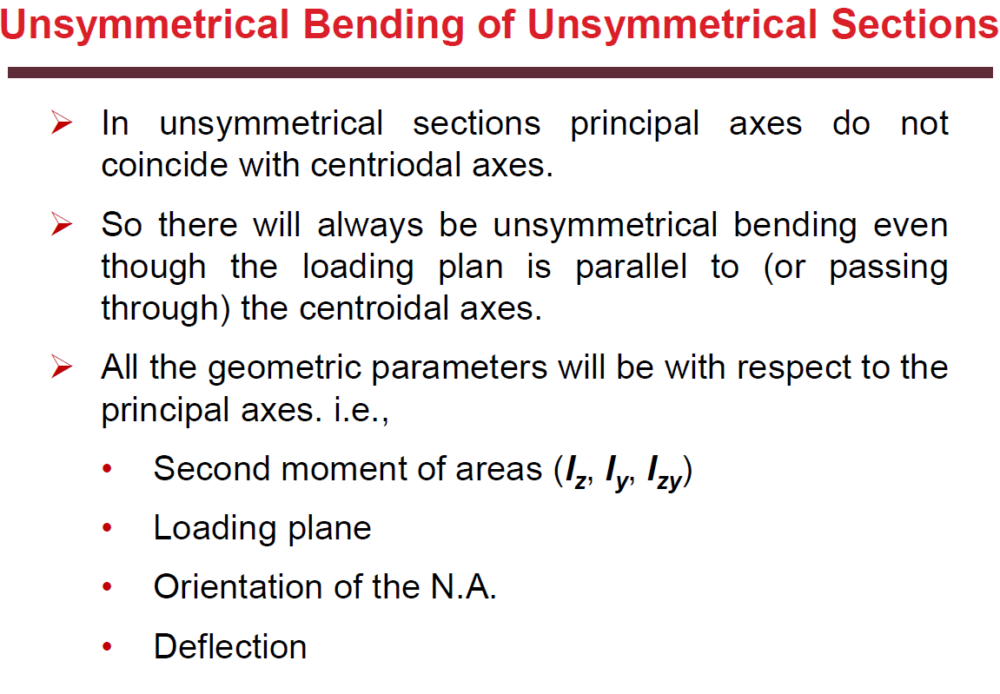 Unsymmetrical Bending of Unsymmetrical Sections
➢ In unsymmetrical sections principal axes do not
coincide with centriodal axes.
➢ So there will always be unsymmetrical bending even
though the loading plan is parallel to (or passing
through) the centroidal axes.
➢ All the geometric parameters will be with respect to the
principal axes. i.e.,
• Second moment of areas (Iz, Iy, Izy)
• Loading plane
• Orientation of the N.A.
• Deflection